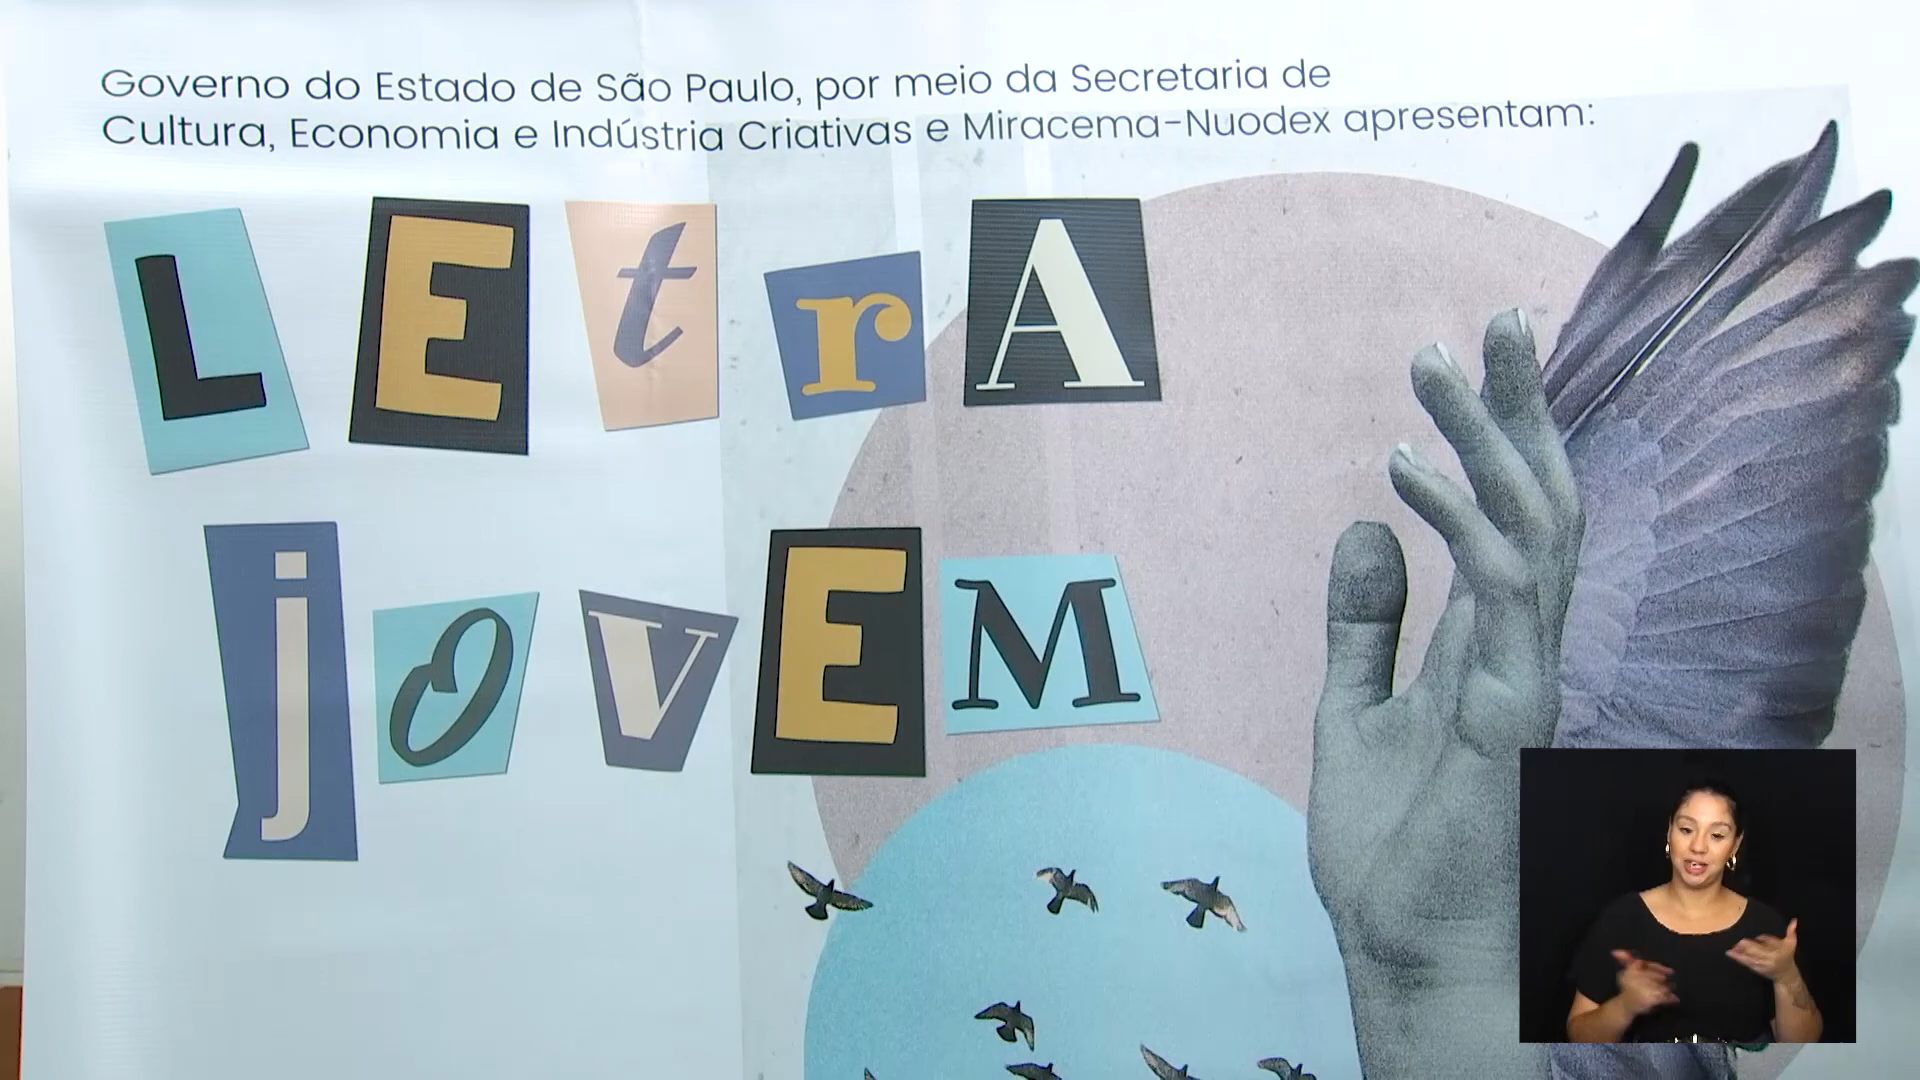 Governo do Estado de São Paulo, por meio da Secretaria de
Cultura, Economia e Indústria Criativas e Miracema-Nuodex apresentam:
LEtrA
jovEM